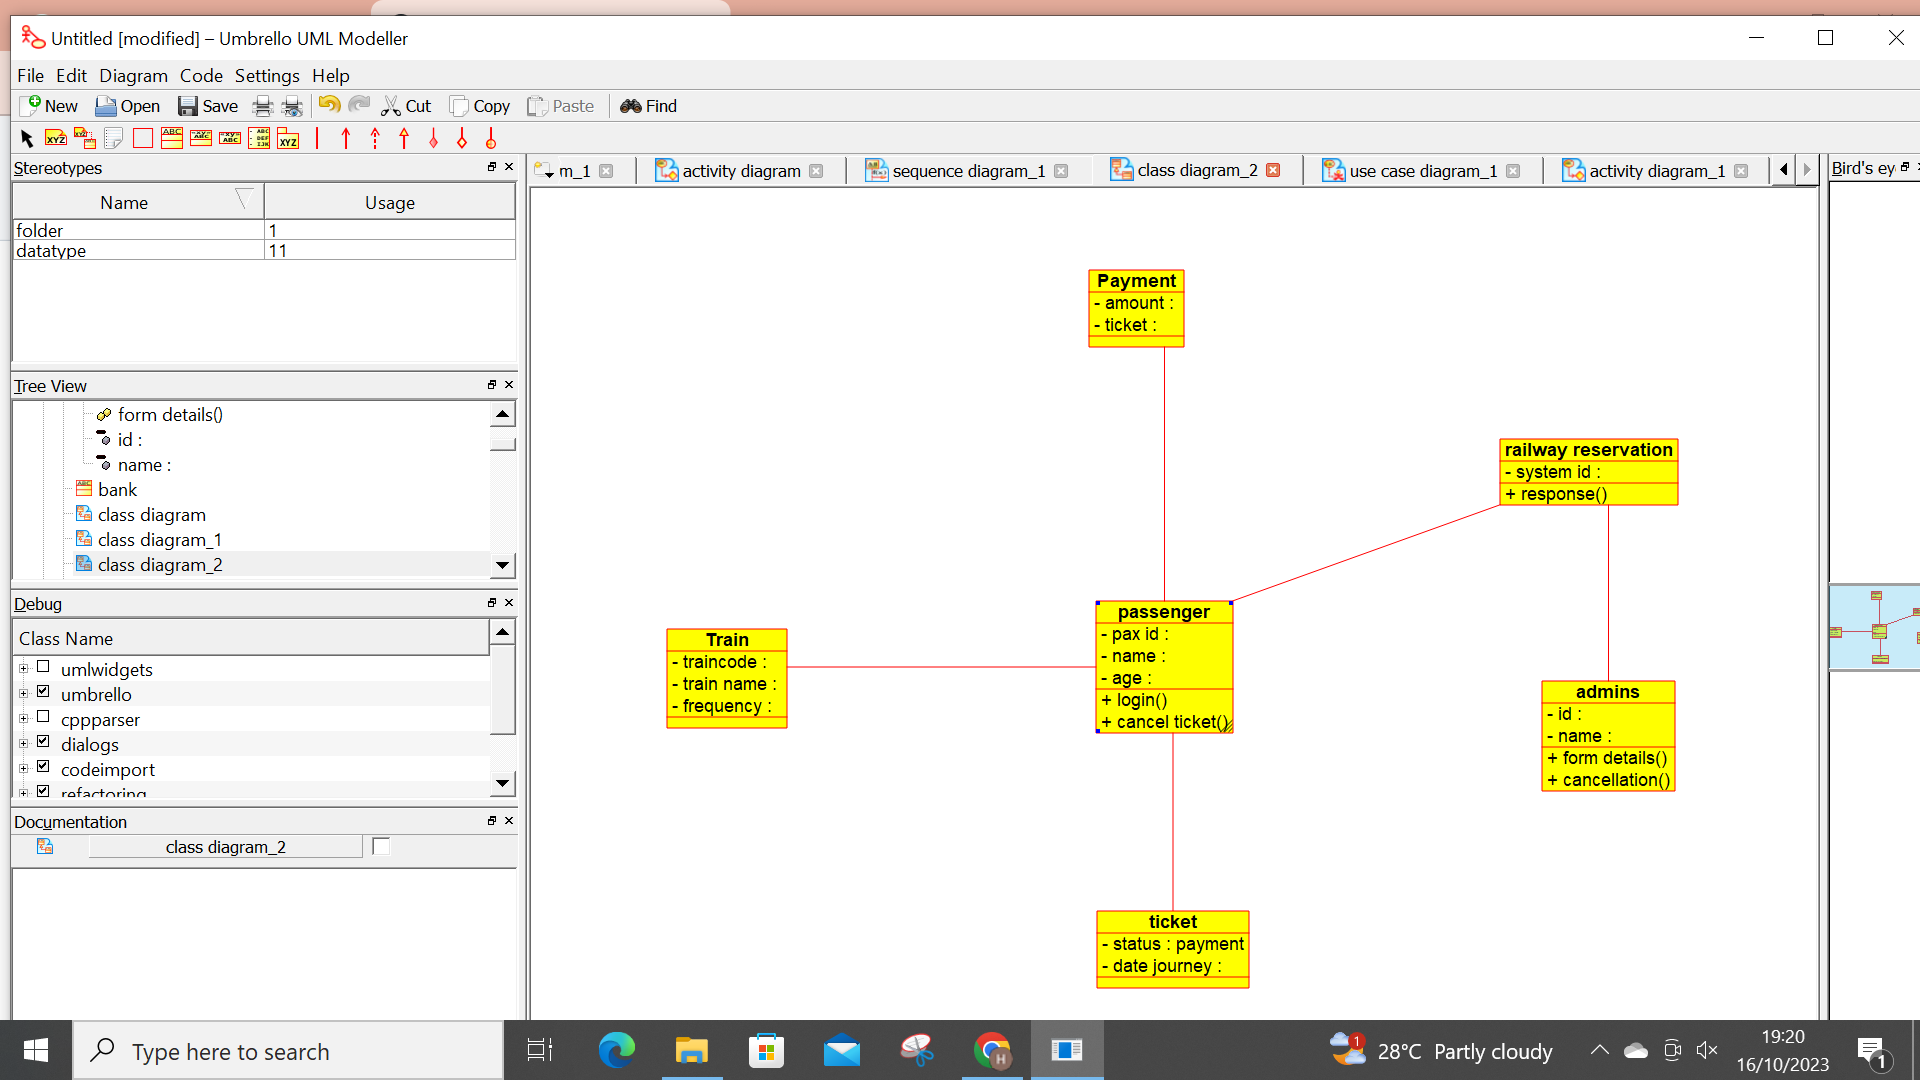 Untitled [modified] – Umbrello UML Modeller
File Edit Diagram Code Settings Help
New Open Save Cut Copy Paste Find
Stereotypes
Name Usage
folder 1
datatype 11
Tree View
form details()
id :
name :
bank
class diagram
class diagram_1
class diagram_2
Debug
Class Name
umlwidgets
umbrello
cppparser
dialogs
codeimport
refactoring
Documentation
class diagram_2
m_1 activity diagram sequence diagram_1 class diagram_2 use case diagram_1 activity diagram_1
Bird's ey
Payment
- amount :
- ticket :
railway reservation
- system id :
+ response()
passenger
- pax id :
- name :
- age :
+ login()
+ cancel ticket()
Train
- traincode :
- train name :
- frequency :
admins
- id :
- name :
+ form details()
+ cancellation()
ticket
- status : payment
- date journey :
Type here to search
H
1
28°C Partly cloudy
19:20
16/10/2023
1